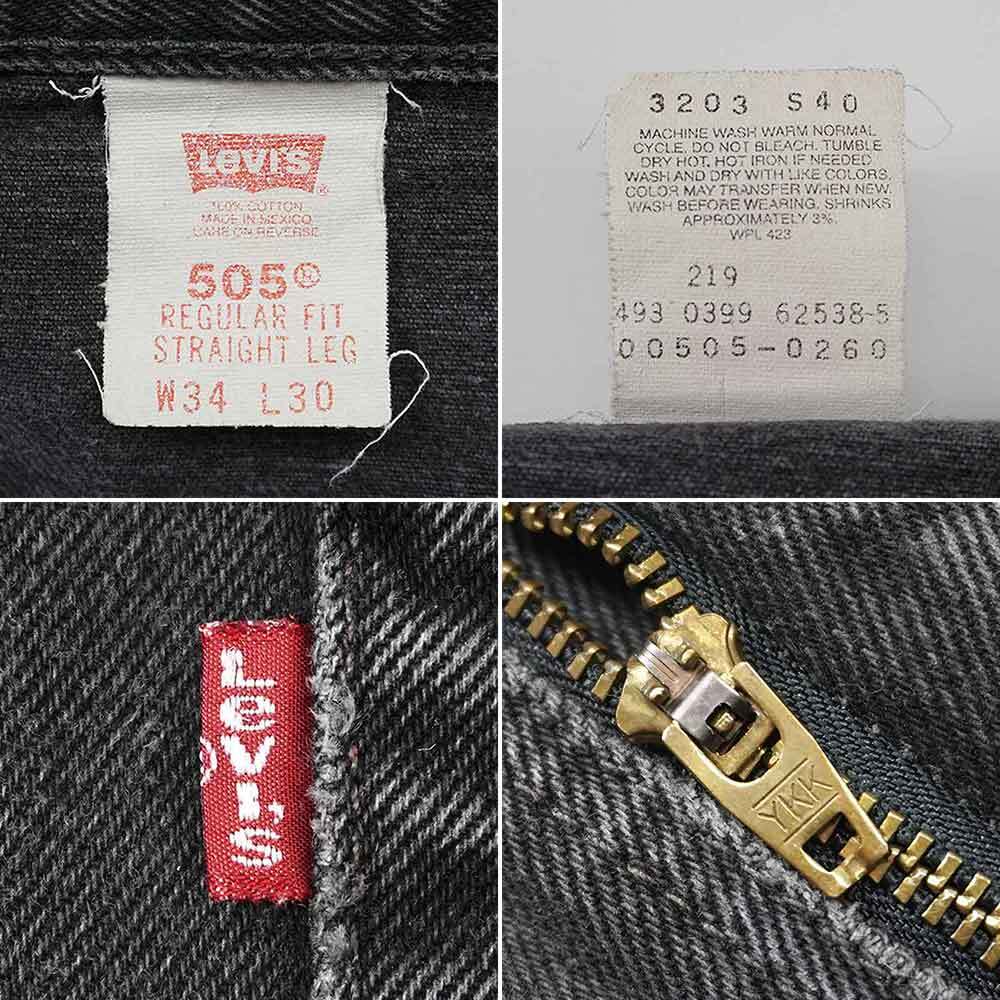 Levi's ®
100% COTTON
MADE IN MEXICO
CARE ON REVERSE
505®
REGULAR FIT
STRAIGHT LEG
W34 L30
3203 S40
MACHINE WASH WARM NORMAL
CYCLE. DO NOT BLEACH. TUMBLE
DRY HOT. HOT IRON IF NEEDED
WASH AND DRY WITH LIKE COLORS.
COLOR MAY TRANSFER WHEN NEW.
WASH BEFORE WEARING. SHRINKS
APPROXIMATELY 3%.
WPL 423
219
493 0399 62538-5
00505-0260
Levi's
®
YKK